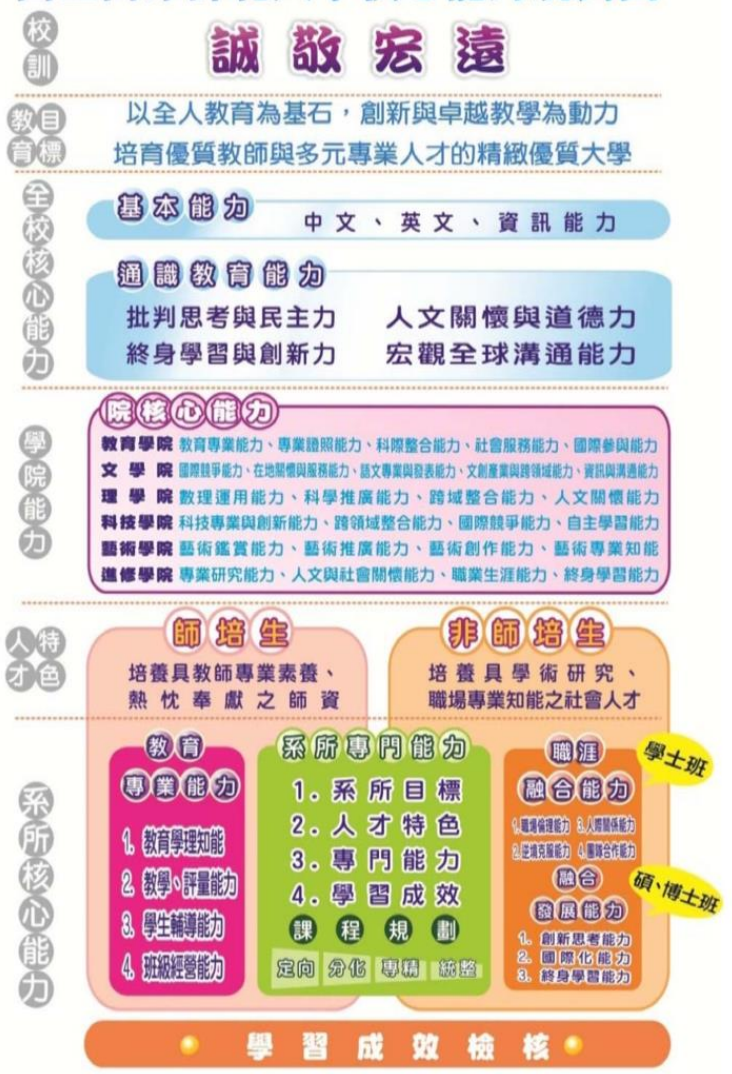 校訓
誠敬宏遠
教育目標
以全人教育為基石，創新與卓越教學為動力
培育優質教師與多元專業人才的精緻優質大學
全校核心能力
基本能力
中文、英文、資訊能力
通識教育能力
批判思考與民主力 人文關懷與道德力
終身學習與創新力 宏觀全球溝通能力
學院能力
院核心能力
教育學院 教育專業能力、專業證照能力、科際整合能力、社會服務能力、國際參與能力
文學院 國際競爭能力、在地關懷與服務能力、語文專業與發表能力、文創產業與跨領域能力、資訊與溝通能力
理學院 數理運用能力、科學推廣能力、跨域整合能力、人文關懷能力
科技學院 科技專業與創新能力、跨領域整合能力、國際競爭能力、自主學習能力
藝術學院 藝術鑑賞能力、藝術推廣能力、藝術創作能力、藝術專業知能
進修學院 專業研究能力、人文與社會關懷能力、職業生涯能力、終身學習能力
人才特色
師培生
培養具教師專業素養、
熱忱奉獻之師資
非師培生
培養具學術研究、
職場專業知能之社會人才
系所核心能力
教育
專業能力
1. 教育學理知能
2. 教學、評量能力
3. 學生輔導能力
4. 班級經營能力
系所專門能力
1. 系所目標
2. 人才特色
3. 專門能力
4. 學習成效
課程規劃
定向 分化 專精 統整
職涯
融合能力
1.職場倫理能力 3.人際關係能力
2.逆境克服能力 4.團隊合作能力
融合
發展能力
1. 創新思考能力
2. 國際化能力
3. 終身學習能力
學士班
碩、博士班
學習成效檢核